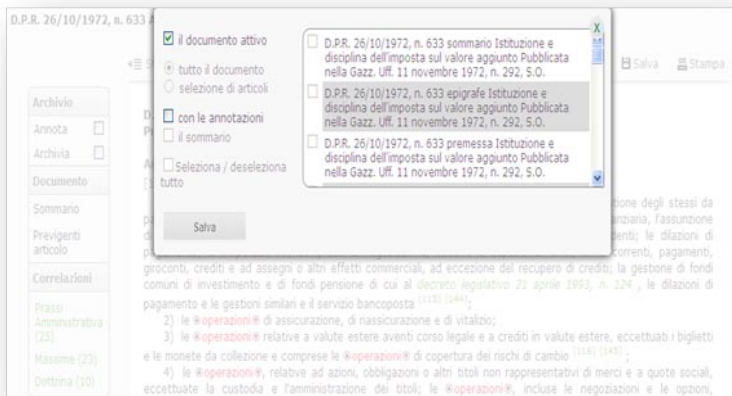 D.P.R. 26/10/1972, n. 633
il documento attivo
tutto il documento
selezione di articoli
con le annotazioni
il sommario
Seleziona / deseleziona
tutto
Salva
X
D.P.R. 26/10/1972, n. 633 sommario Istituzione e
disciplina dell'imposta sul valore aggiunto Pubblicata
nella Gazz. Uff. 11 novembre 1972, n. 292, S.O.
D.P.R. 26/10/1972, n. 633 epigrafe Istituzione e
disciplina dell'imposta sul valore aggiunto Pubblicata
nella Gazz. Uff. 11 novembre 1972, n. 292, S.O.
D.P.R. 26/10/1972, n. 633 premessa Istituzione e
disciplina dell'imposta sul valore aggiunto Pubblicata
nella Gazz. Uff. 11 novembre 1972, n. 292, S.O.
Salva
Stampa
Archivio
Annota
Archivia
Documento
Sommario
Previgenti
articolo
Correlazioni
Prassi
Amministrativa
(25)
Massime (23)
Dottrina (10)
zione degli stessi da
anziaria, l'assunzione
denti; le dilazioni di
correnti, pagamenti,
giroconti, crediti e ad assegni o altri effetti commerciali, ad eccezione del recupero di crediti; la gestione di fondi
comuni di investimento e di fondi pensione di cui al decreto legislativo 21 aprile 1993, n. 124 , le dilazioni di
pagamento e le gestioni similari e il servizio bancoposta [115] [144];
2) le operazioni di assicurazione, di riassicurazione e di vitalizio;
3) le operazioni relative a valute estere aventi corso legale e a crediti in valute estere, eccettuati i biglietti
e le monete da collezione e comprese le operazioni di copertura dei rischi di cambio [116] [145];
4) le operazioni, relative ad azioni, obbligazioni o altri titoli non rappresentativi di merci e a quote sociali,
eccettuate la custodia e l'amministrazione dei titoli; le operazioni, incluse le negoziazioni e le opzioni,